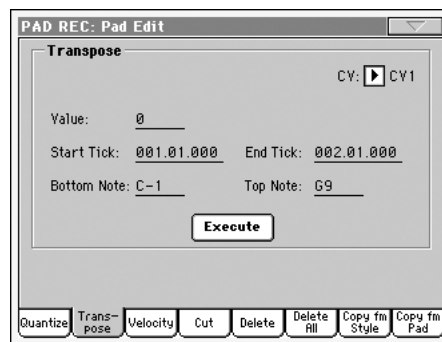 PAD REC: Pad Edit
Transpose
CV: CV1
Value: 0
Start Tick: 001.01.000 End Tick: 002.01.000
Bottom Note: C-1 Top Note: G9
Execute
Quantize Trans-pose Velocity Cut Delete Delete All Copy fm Style Copy fm Pad